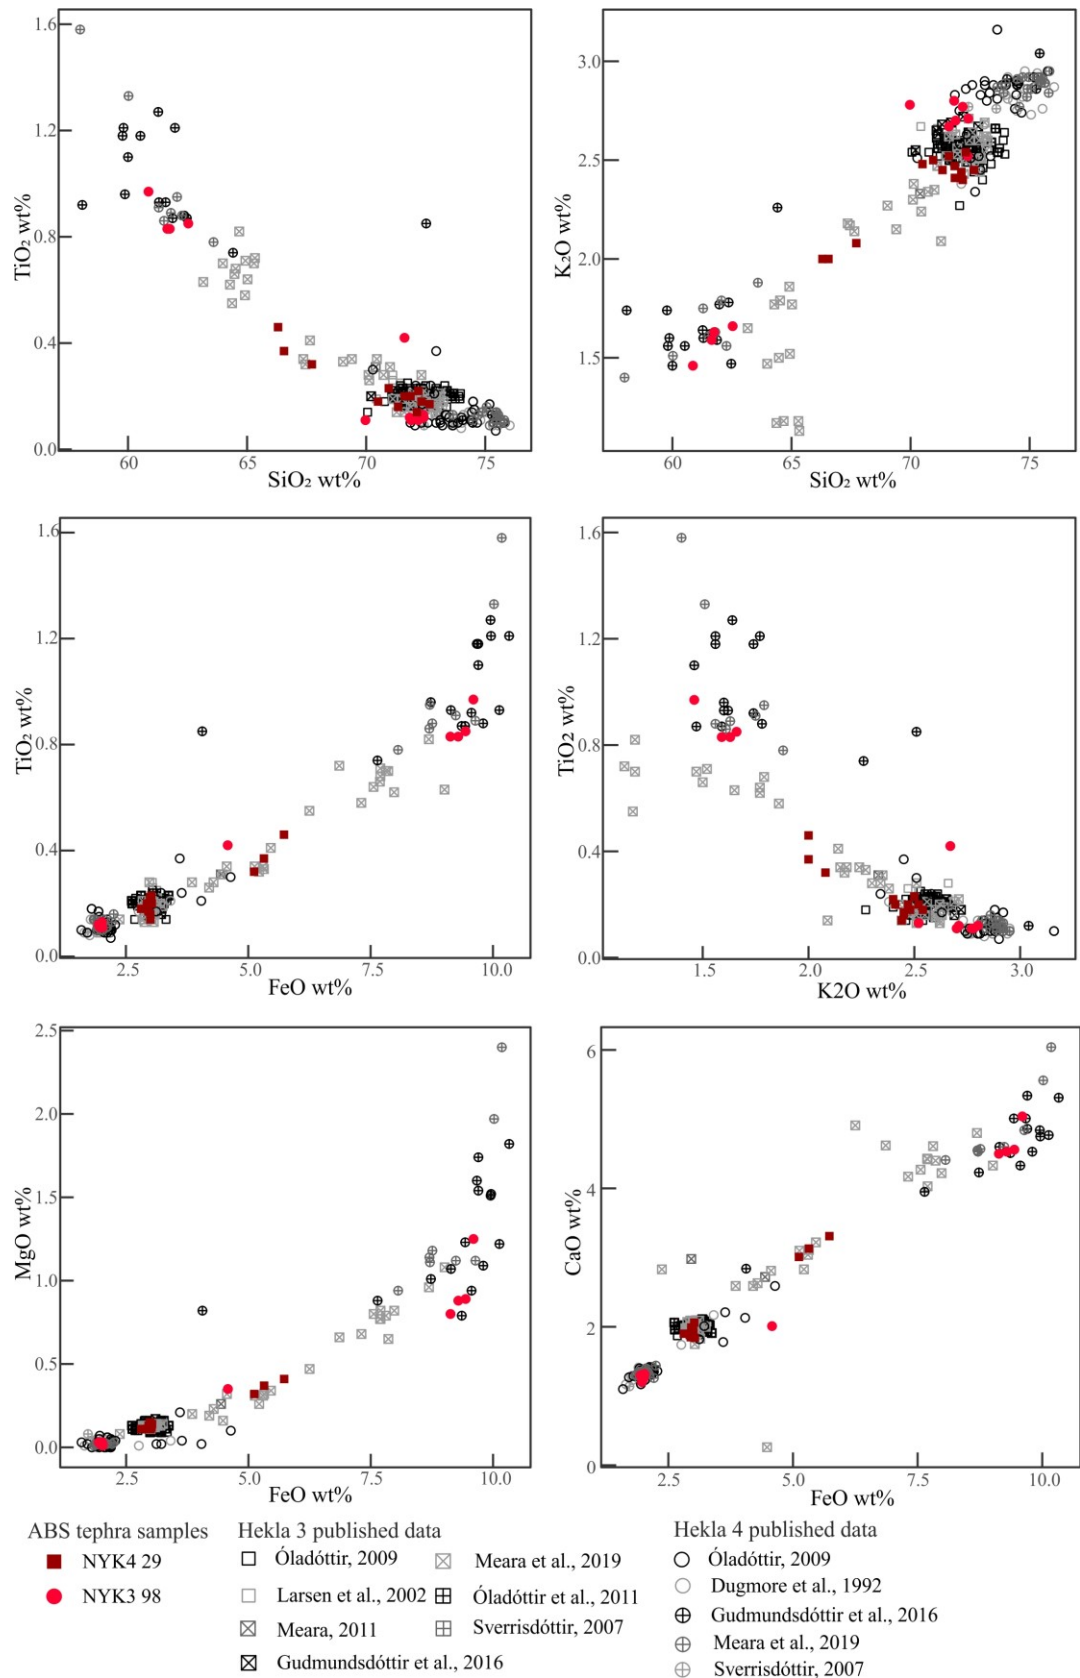 1.6
1.2
0.8
0.4
0.0
TiO₂ wt%
60
65
70
75
SiO₂ wt%
3.0
2.5
2.0
1.5
K₂O wt%
60
65
70
75
SiO₂ wt%
1.6
1.2
0.8
0.4
0.0
TiO₂ wt%
2.5
5.0
7.5
10.0
FeO wt%
1.6
1.2
0.8
0.4
0.0
TiO₂ wt%
1.5
2.0
2.5
3.0
K2O wt%
2.5
2.0
1.5
1.0
0.5
0.0
MgO wt%
2.5
5.0
7.5
10.0
FeO wt%
6
4
2
0
CaO wt%
2.5
5.0
7.5
10.0
FeO wt%
ABS tephra samples
NYK4 29
NYK3 98
Hekla 3 published data
Óladóttir, 2009
Larsen et al., 2002
Meara, 2011
Gudmundsdóttir et al., 2016
Meara et al., 2019
Óladóttir et al., 2011
Sverrisdóttir, 2007
Hekla 4 published data
Óladóttir, 2009
Dugmore et al., 1992
Gudmundsdóttir et al., 2016
Meara et al., 2019
Sverrisdóttir, 2007